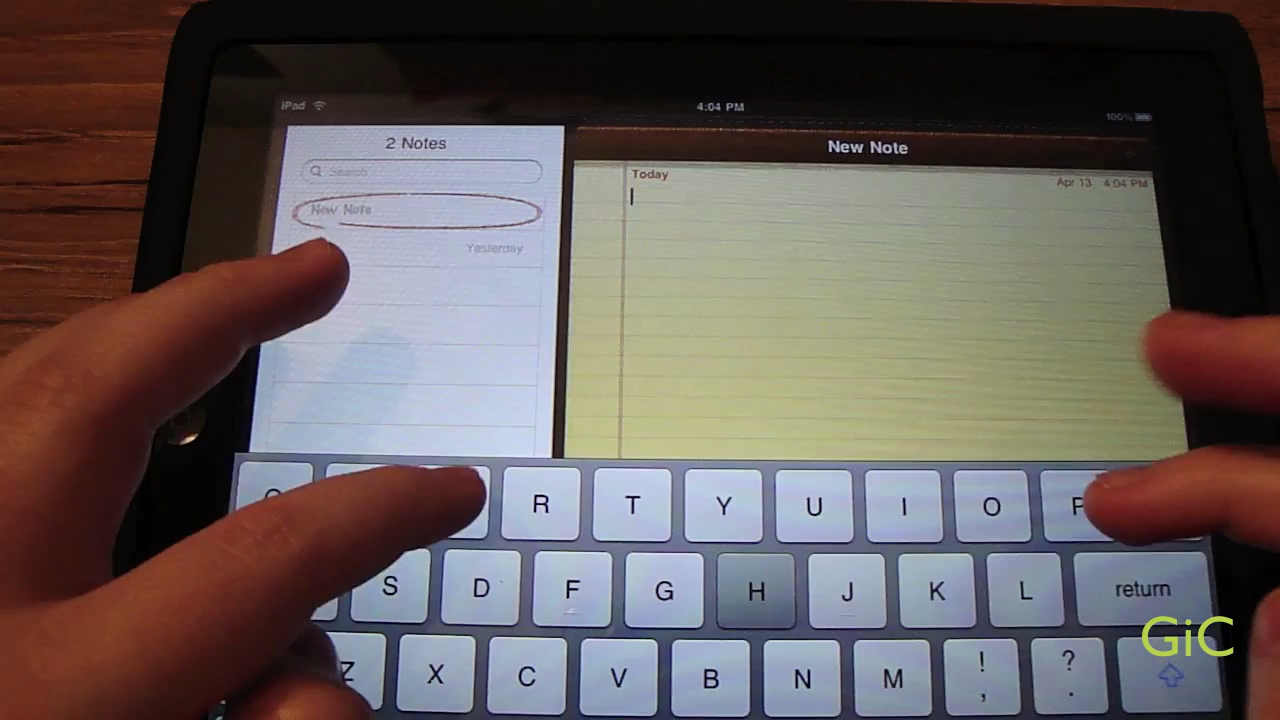 iPad 4:04 PM 100%
2 Notes New Note
Search
Today Apr 13 4:04 PM
New Note
Yesterday
R T Y U I O P
S D F G H J K L return
Z X C V B N M ! , ? .
GiC